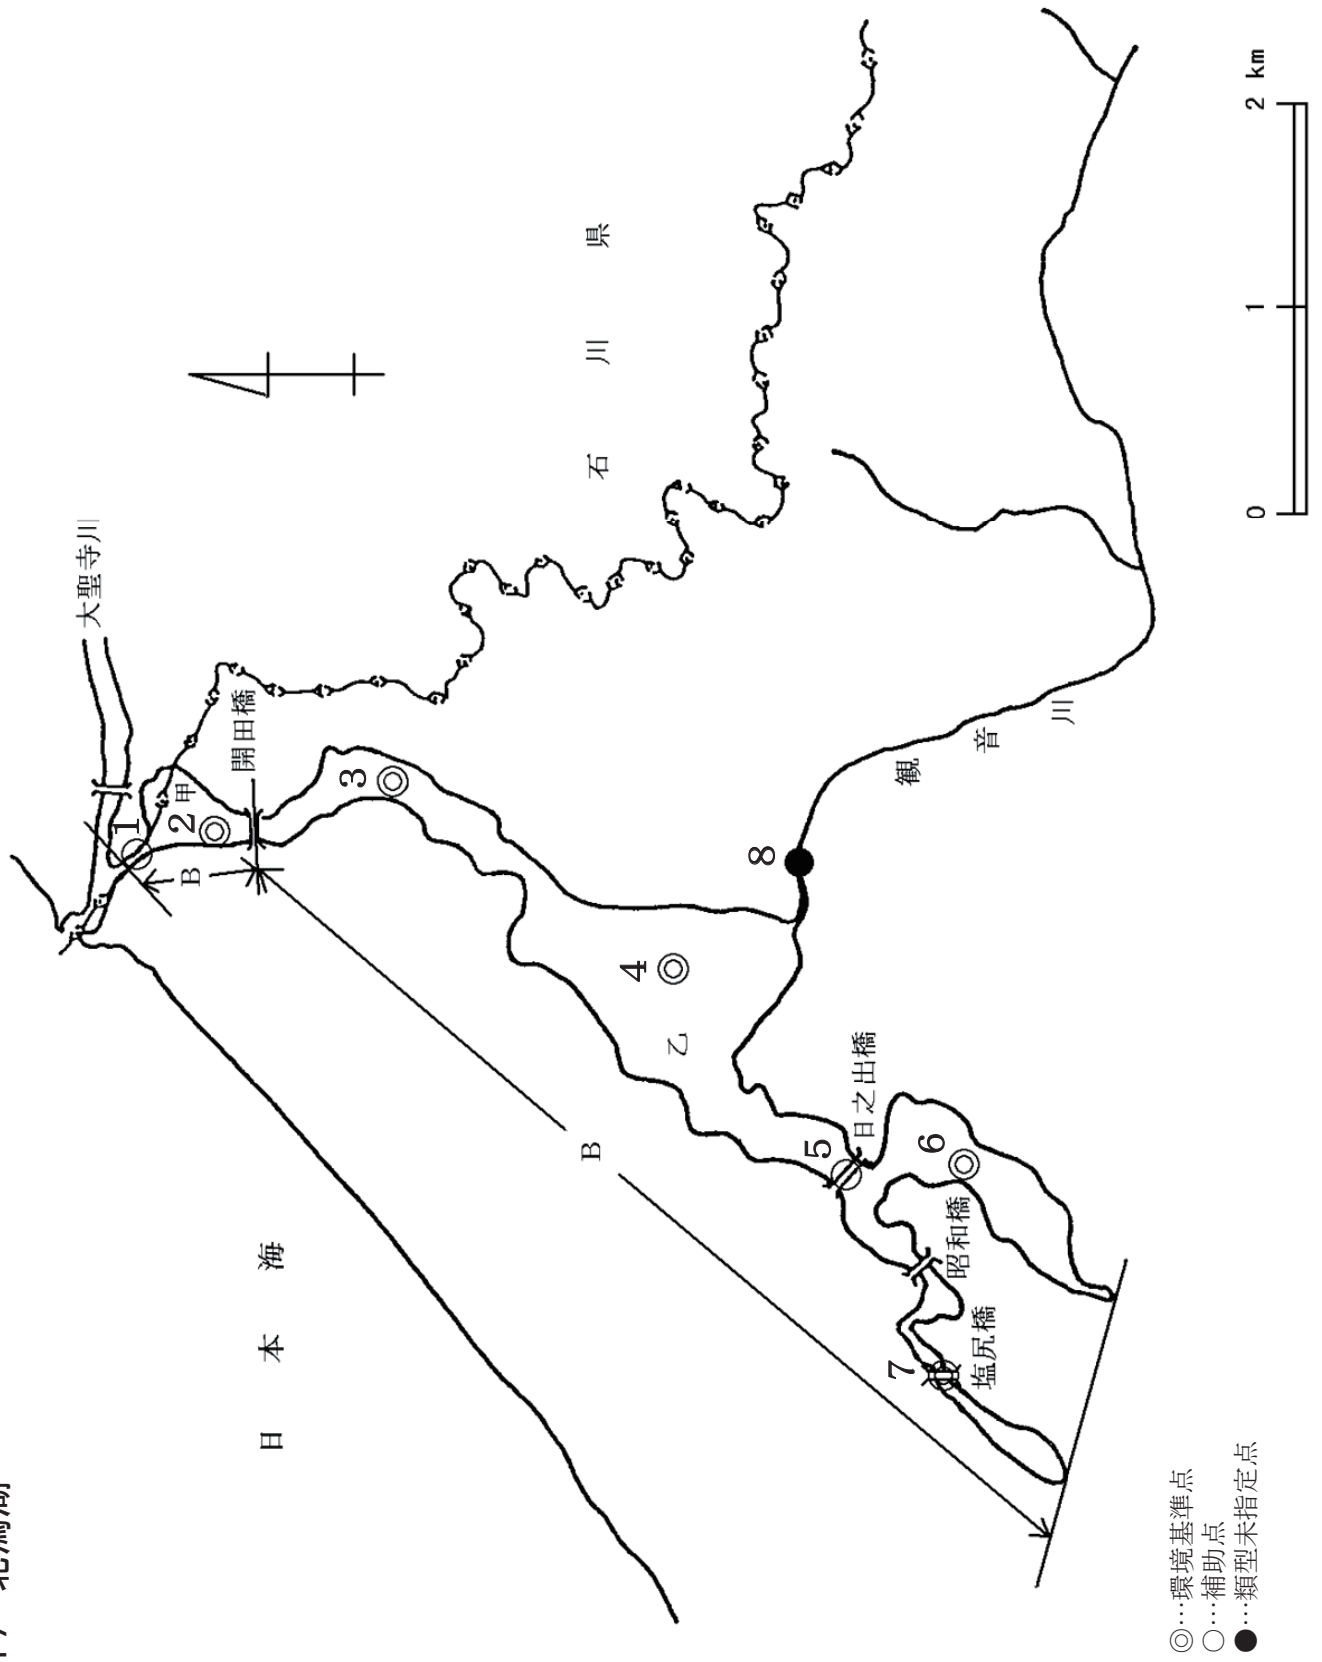 北潟湖
大聖寺川
開田橋
甲
1
2
3
4
5
6
7
8
B
B
乙
石川県
日本海
観音川
日之出橋
昭和橋
塩尻橋
0 1 2 km
◎…環境基準点
○…補助点
●…類型未指定点